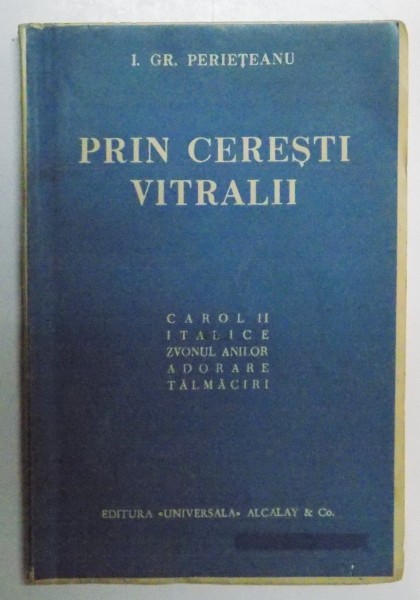 I. GR. PERIEȚEANU
PRIN CEREȘTI
VITRALII
CAROL II
ITALICE
ZVONUL ANILOR
ADORARE
TĂLMĂCIRI
EDITURA «UNIVERSALA» ALCALAY & Co.